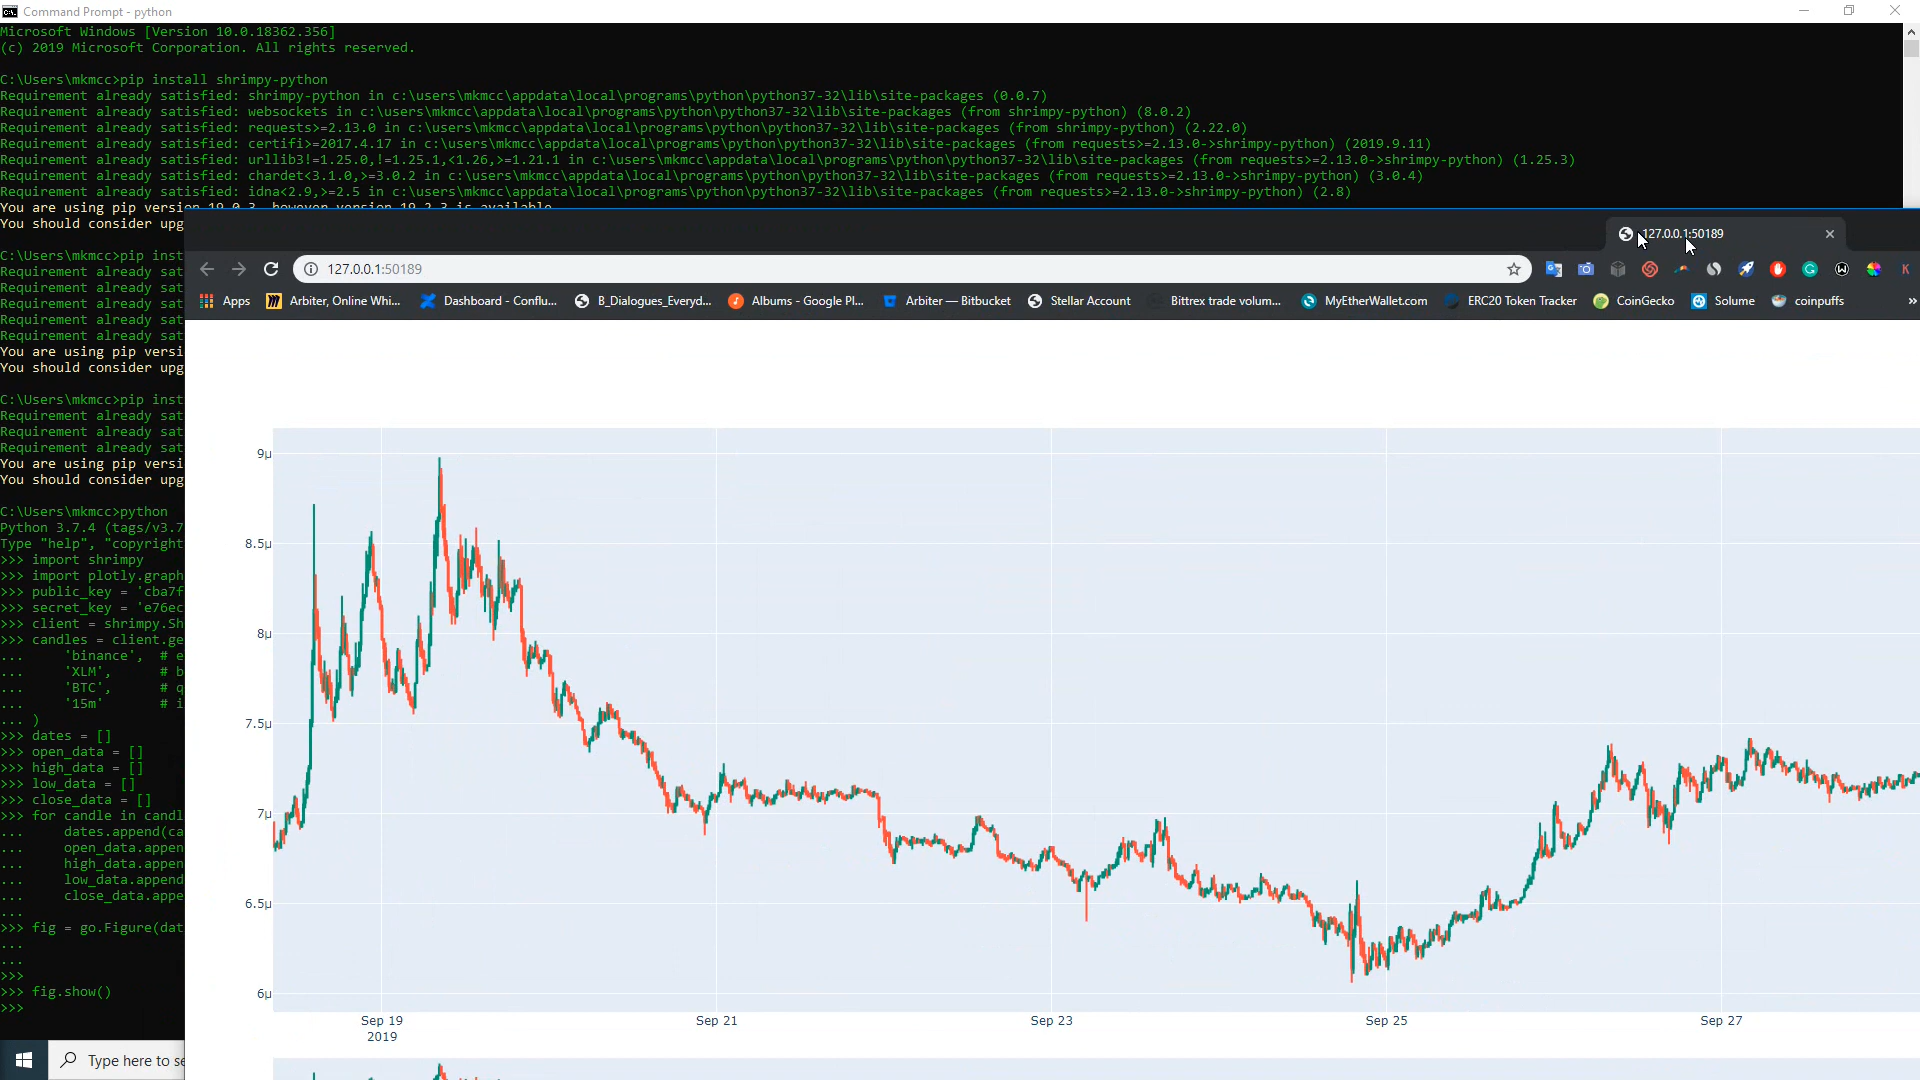 Command Prompt - python
Microsoft Windows [Version 10.0.18362.356]
(c) 2019 Microsoft Corporation. All rights reserved.
C:\Users\mkmcc>pip install shrimpy-python
Requirement already satisfied: shrimpy-python in c:\users\mkmcc\appdata\local\programs\python\python37-32\lib\site-packages (0.0.7)
Requirement already satisfied: websockets in c:\users\mkmcc\appdata\local\programs\python\python37-32\lib\site-packages (from shrimpy-python) (8.0.2)
Requirement already satisfied: requests>=2.13.0 in c:\users\mkmcc\appdata\local\programs\python\python37-32\lib\site-packages (from shrimpy-python) (2.22.0)
Requirement already satisfied: certifi>=2017.4.17 in c:\users\mkmcc\appdata\local\programs\python\python37-32\lib\site-packages (from requests>=2.13.0->shrimpy-python) (2019.9.11)
Requirement already satisfied: urllib3!=1.25.0,!=1.25.1,<1.26,>=1.21.1 in c:\users\mkmcc\appdata\local\programs\python\python37-32\lib\site-packages (from requests>=2.13.0->shrimpy-python) (1.25.3)
Requirement already satisfied: chardet<3.1.0,>=3.0.2 in c:\users\mkmcc\appdata\local\programs\python\python37-32\lib\site-packages (from requests>=2.13.0->shrimpy-python) (3.0.4)
Requirement already satisfied: idna<2.9,>=2.5 in c:\users\mkmcc\appdata\local\programs\python\python37-32\lib\site-packages (from requests>=2.13.0->shrimpy-python) (2.8)
You are using pip version 19.0.3, however version 19.2.3 is available.
You should consider upg
C:\Users\mkmcc>pip inst
Requirement already sat
Requirement already sat
Requirement already sat
Requirement already sat
Requirement already sat
You are using pip versi
You should consider upg
C:\Users\mkmcc>pip inst
Requirement already sat
Requirement already sat
Requirement already sat
You are using pip versi
You should consider upg
C:\Users\mkmcc>python
Python 3.7.4 (tags/v3.7
Type "help", "copyright
>>> import shrimpy
>>> import plotly.graph
>>> public_key = 'cba7f
>>> secret_key = 'e76ec
>>> client = shrimpy.Sh
>>> candles = client.ge
... 'binance', # e
... 'XLM', # b
... 'BTC', # q
... '15m' # i
... )
>>> dates = []
>>> open_data = []
>>> high_data = []
>>> low_data = []
>>> close_data = []
>>> for candle in candl
... dates.append(ca
... open_data.appen
... high_data.appen
... low_data.append
... close_data.appe
...
>>> fig = go.Figure(dat
...
...
>>>
>>> fig.show()
>>>
Type here to se
127.0.0.1:50189
127.0.0.1:50189
Apps Arbiter, Online Whi... Dashboard - Conflu... B_Dialogues_Everyd... Albums - Google Pl... Arbiter — Bitbucket Stellar Account Bittrex trade volum... MyEtherWallet.com ERC20 Token Tracker CoinGecko Solume coinpuffs »
9μ
8.5μ
8μ
7.5μ
7μ
6.5μ
6μ
Sep 19 Sep 21 Sep 23 Sep 25 Sep 27
2019